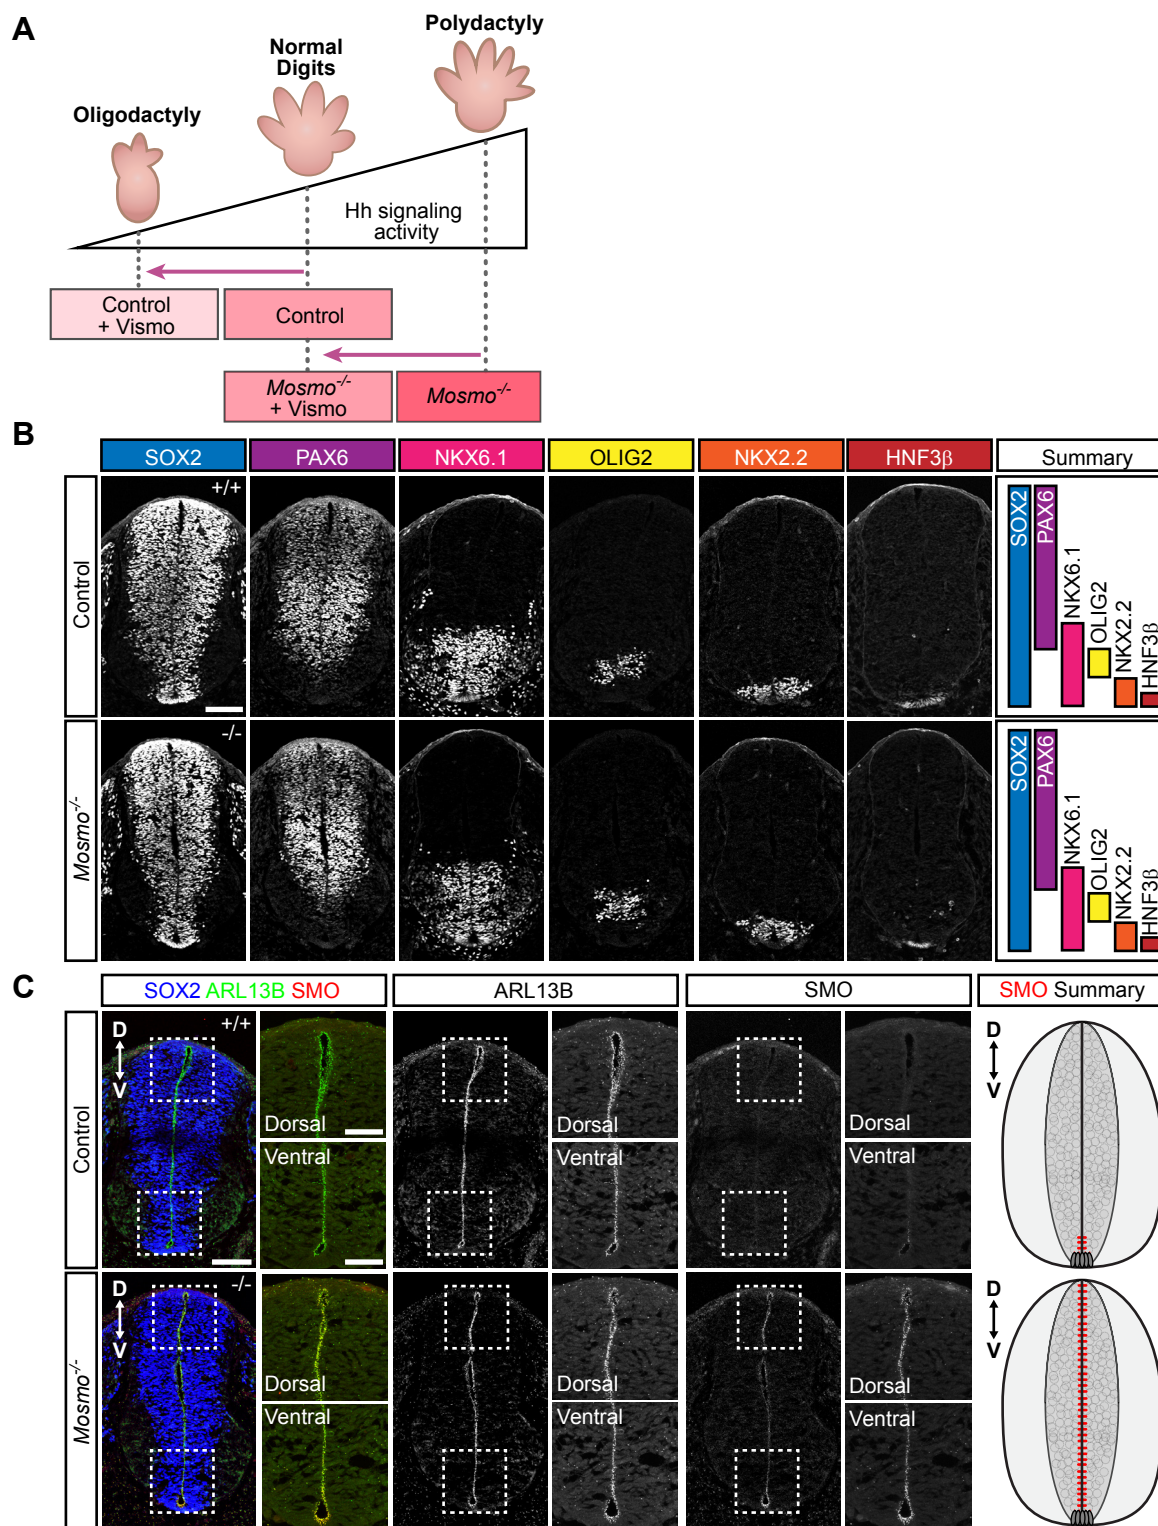 A
Polydactyly
Normal
Digits
Oligodactyly
Hh signaling
activity
Control
+ Vismo
Control
Mosmo-/-
+ Vismo
Mosmo-/-
B
SOX2
PAX6
NKX6.1
OLIG2
NKX2.2
HNF3β
Summary
Control
+/+
SOX2
PAX6
NKX6.1
OLIG2
NKX2.2
HNF3β
Mosmo-/-
-/-
SOX2
PAX6
NKX6.1
OLIG2
NKX2.2
HNF3β
C
SOX2 ARL13B SMO
ARL13B
SMO
SMO Summary
Control
+/+
D
V
Dorsal
Ventral
Dorsal
Ventral
Dorsal
Ventral
D
V
Mosmo-/-
-/-
D
V
Dorsal
Ventral
Dorsal
Ventral
Dorsal
Ventral
D
V